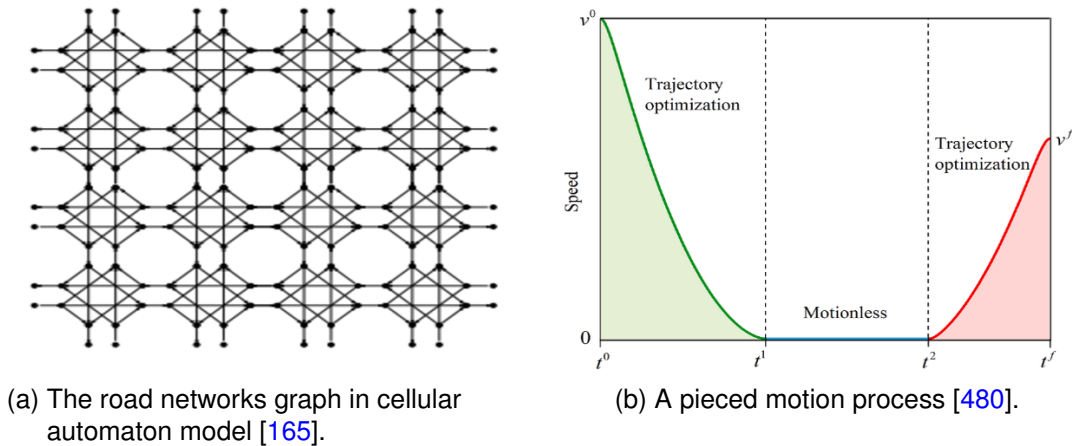 v⁰
Trajectory
optimization
Trajectory
optimization
vᶠ
Speed
Motionless
0
t⁰
t¹
t²
tᶠ
(a) The road networks graph in cellular
automaton model [165].
(b) A pieced motion process [480].